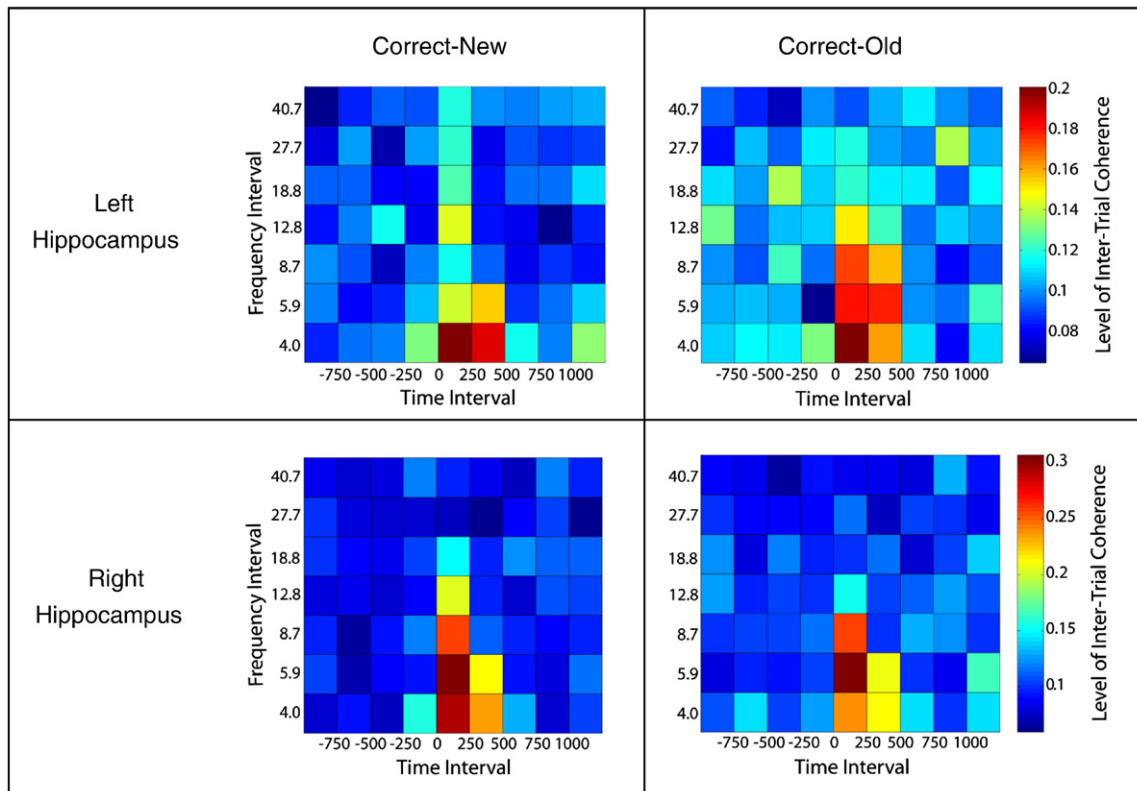 Correct-New
Correct-Old
Left
Hippocampus
Frequency Interval
40.7
27.7
18.8
12.8
8.7
5.9
4.0
-750 -500 -250 0 250 500 750 1000
Time Interval
-750 -500 -250 0 250 500 750 1000
Time Interval
40.7
27.7
18.8
12.8
8.7
5.9
4.0
0.2
0.18
0.16
0.14
0.12
0.1
0.08
Level of Inter-Trial Coherence
Right
Hippocampus
Frequency Interval
40.7
27.7
18.8
12.8
8.7
5.9
4.0
-750 -500 -250 0 250 500 750 1000
Time Interval
40.7
27.7
18.8
12.8
8.7
5.9
4.0
-750 -500 -250 0 250 500 750 1000
Time Interval
0.3
0.25
0.2
0.15
0.1
Level of Inter-Trial Coherence